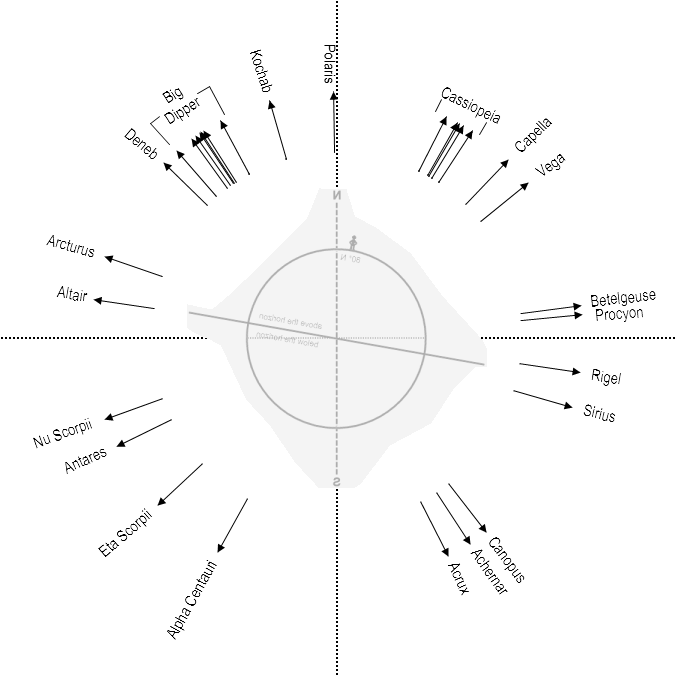 Polaris
Kochab
Big
Dipper
Deneb
Cassiopeia
Capella
Vega
Arcturus
Altair
Betelgeuse
Procyon
Rigel
Sirius
Nu Scorpii
Antares
Eta Scorpii
Alpha Centauri
Canopus
Achernar
Acrux
N
80° N
above the horizon
below the horizon
S